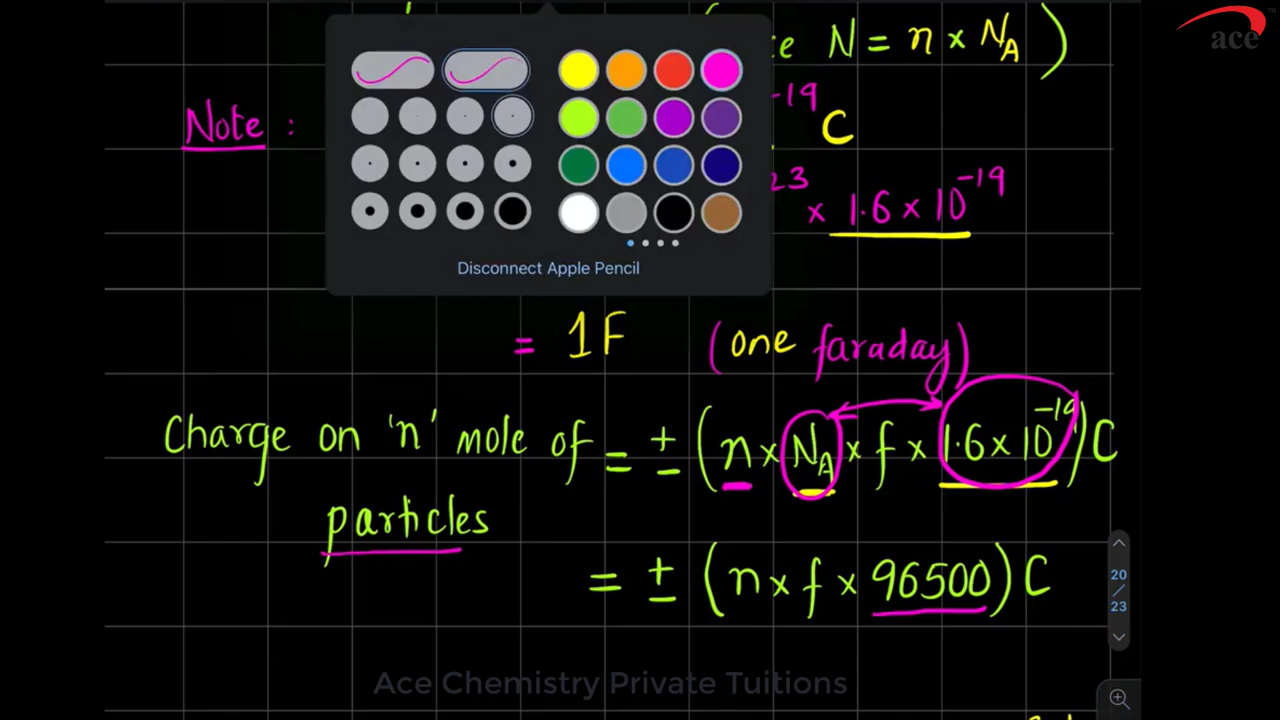 ace
N = n × N_A )
Note :
-19 C
23 × 1.6 × 10^-19
Disconnect Apple Pencil
= 1F (one faraday)
Charge on 'n' mole of = ± (n × N_A × f × 1.6 × 10^-19) C
particles
= ± (n × f × 96500) C
20
/
23
Ace Chemistry Private Tuitions